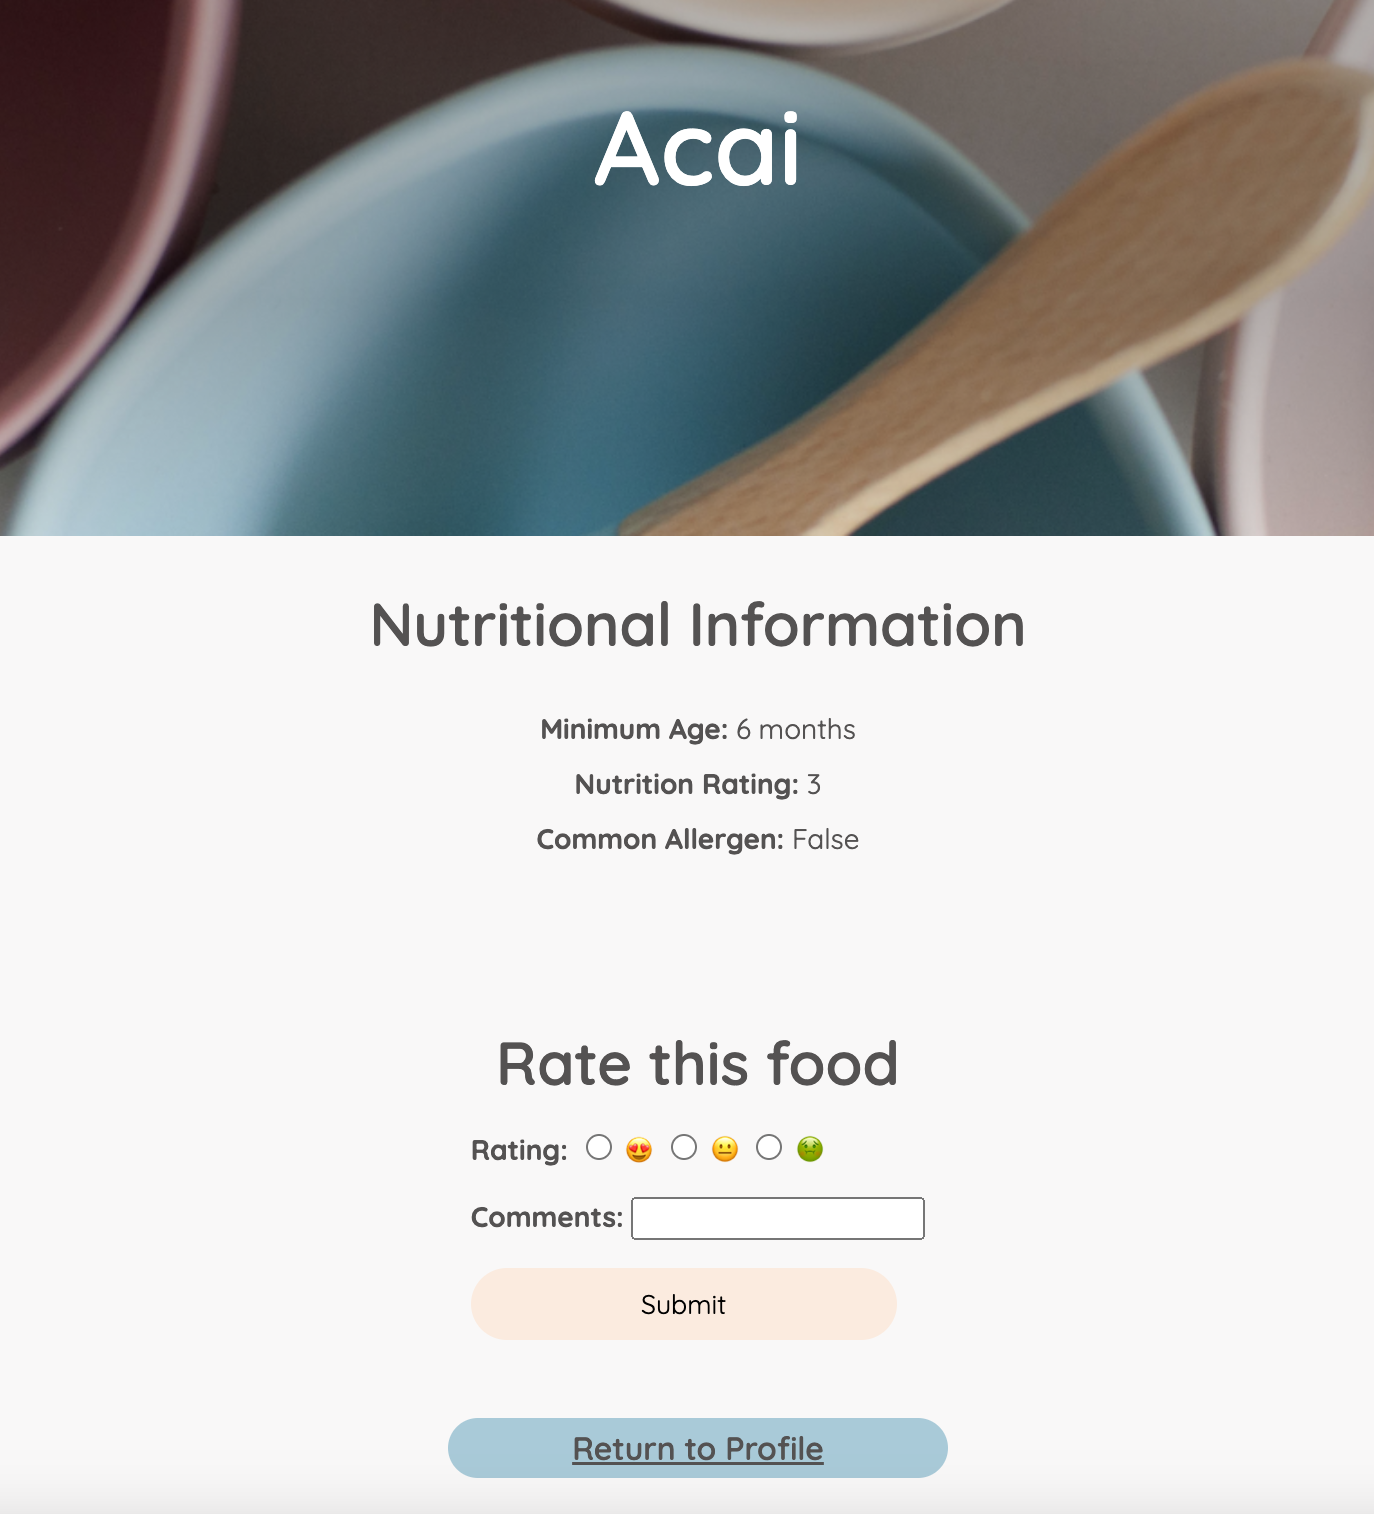 Acai
Nutritional Information
Minimum Age: 6 months
Nutrition Rating: 3
Common Allergen: False
Rate this food
Rating: 😍 😐 🤢
Comments:
Submit
Return to Profile